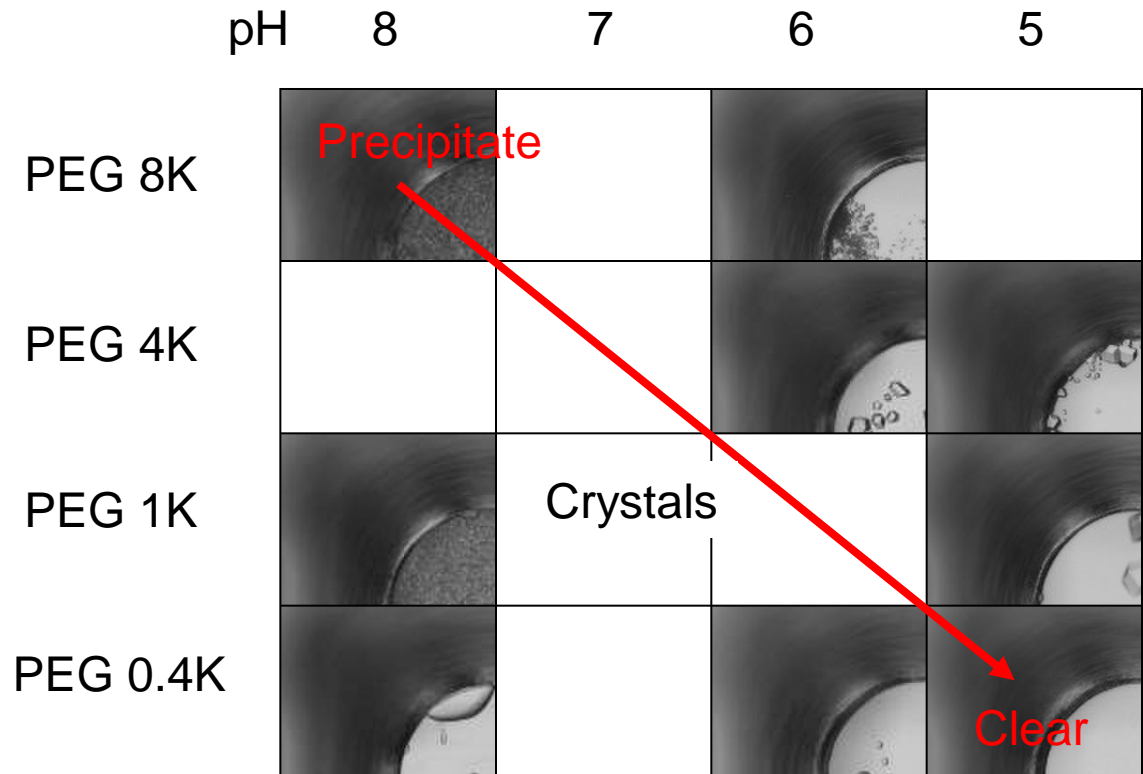 pH 8 7 6 5
Precipitate
PEG 8K
PEG 4K
PEG 1K
Crystals
PEG 0.4K
Clear